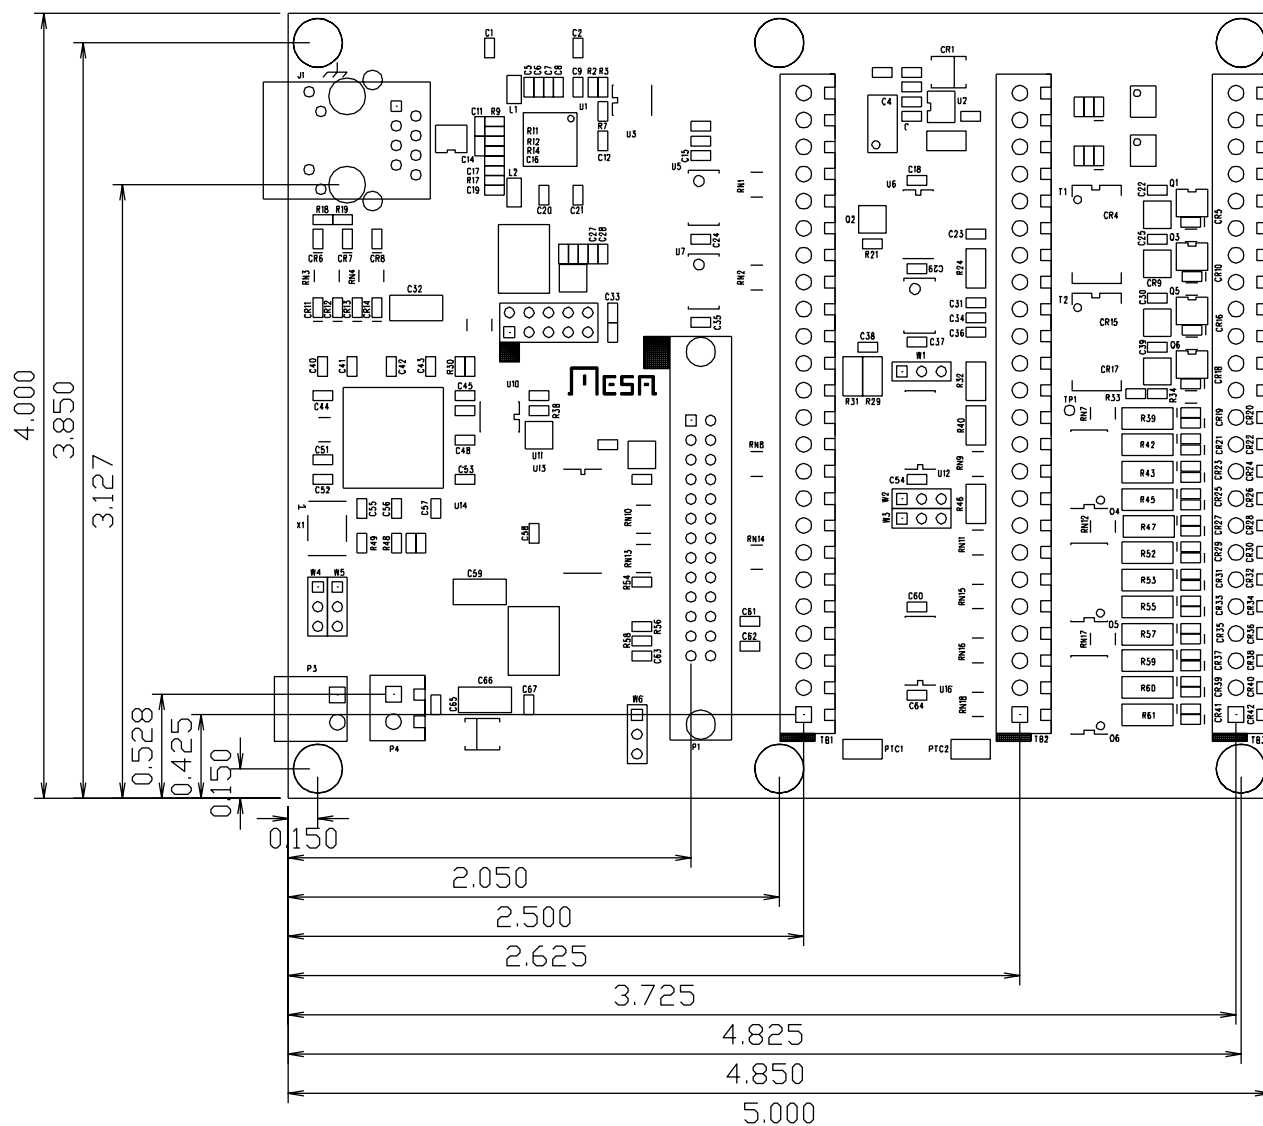 C1 C2 CR1
J1 C5 C6 C7 C8 C9 R2 R3
L1 U1 C4 U2
C11 R9 R7 U3
R11 R12 R14 C16
C14 C12 C15
C17 R17 C19 L2 U5 RN1 C18 U6 T1 C22 Q1
C20 C21 CR4 CR5
R18 R19 Q2 C23 C25 Q3
C27 C28 C24 R21
CR6 CR7 CR8 U7
RN3 RN4 RN2 C29 R24 CR9 CR10
C32 T2 C30 Q5
CR11 CR12 CR13 CR14 C33 C31
C35 C34 CR15 CR16
C36 C38 C37 C39 Q6
C40 C41 C42 C43 R30 W1
MESA
CR17 CR18
C44 C45 U10 R32 R33 R34
R38 R31 R29 TP1 RN7
R40 R39 CR19 CR20
C48 U11 RN8 R42 CR21 CR22
C51 U13 RN9 R43 CR23 CR24
C52 C53 C54 U12
W2 R46 R45 CR25 CR26
C55 C56 C57 U14 RN10 W3 O4
1
X1 RN12 R47 CR27 CR28
R49 R48 C58 RN14 RN11 R52 CR29 CR30
RN13
W4 W5 C59 R54 R53 CR31 CR32
RN15
C60 R55 CR33 CR34
R56 C61 O5
R58 C62 RN17 R57 CR35 CR36
C63 RN16 R59 CR37 CR38
P3 C66 C67 W6 U16 R60 CR39 CR40
C65 C64 RN18 R61 CR41 CR42
P4 P1 TB1 PTC1 PTC2 TB2 O6 TB3
4.000
3.850
3.127
0.528
0.425
0.150
0.150
2.050
2.500
2.625
3.725
4.825
4.850
5.000